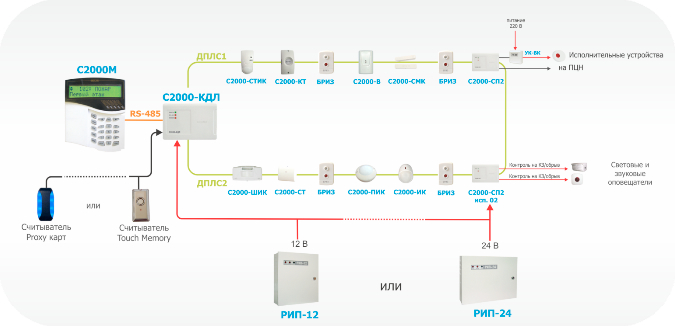 питание
220 В
ДПЛС1
УК-ВК
Исполнительные устройства
на ПЦН
С2000М
С2000-СТИК
С2000-КТ
БРИЗ
С2000-В
С2000-СМК
БРИЗ
С2000-СП2
С2000-КДЛ
RS-485
ДПЛС2
Контроль на КЗ/обрыв
Контроль на КЗ/обрыв
Световые и
звуковые
оповещатели
С2000-ШИК
С2000-СТ
БРИЗ
С2000-ПИК
С2000-ИК
БРИЗ
С2000-СП2
исп. 02
или
Считыватель
Proxy карт
Считыватель
Touch Memory
12 В
24 В
или
РИП-12
РИП-24